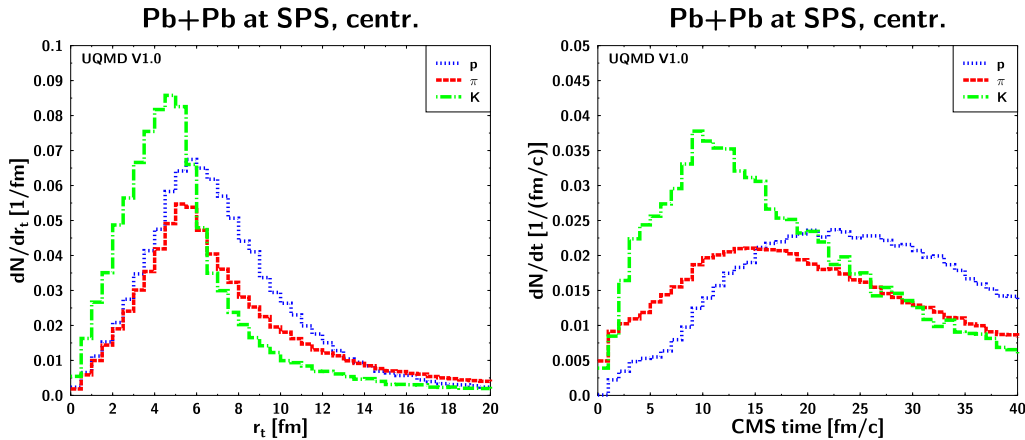 Pb+Pb at SPS, centr.
UQMD V1.0
p
π
K
dN/drt [1/fm]
0.1
0.09
0.08
0.07
0.06
0.05
0.04
0.03
0.02
0.01
0.0
0 2 4 6 8 10 12 14 16 18 20
rt [fm]
Pb+Pb at SPS, centr.
UQMD V1.0
p
π
K
dN/dt [1/(fm/c)]
0.05
0.045
0.04
0.035
0.03
0.025
0.02
0.015
0.01
0.005
0.0
0 5 10 15 20 25 30 35 40
CMS time [fm/c]